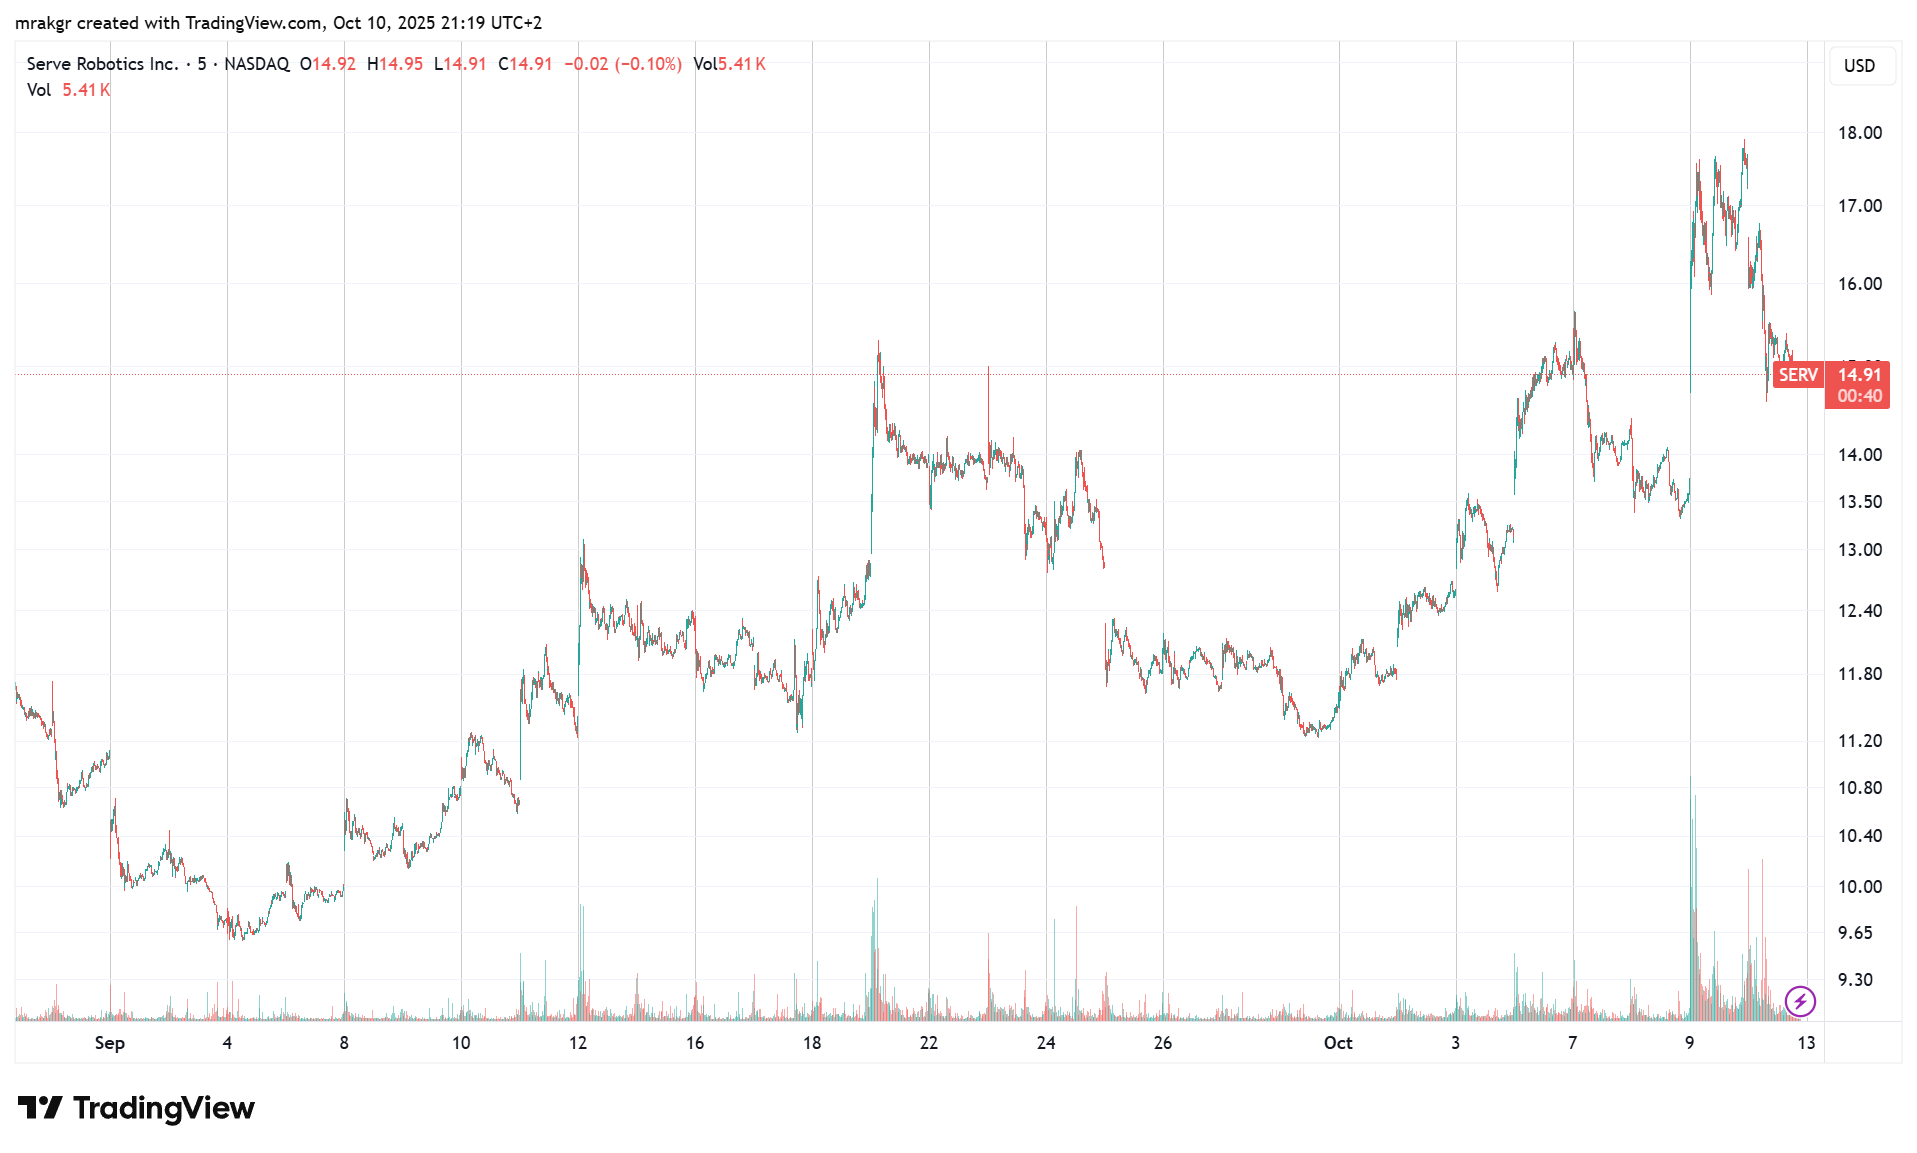 mrakgr created with TradingView.com, Oct 10, 2025 21:19 UTC+2
Serve Robotics Inc. · 5 · NASDAQ O14.92 H14.95 L14.91 C14.91 −0.02 (−0.10%) Vol5.41 K
Vol 5.41 K
USD
18.00
17.00
16.00
SERV 14.91
00:40
14.00
13.50
13.00
12.40
11.80
11.20
10.80
10.40
10.00
9.65
9.30
Sep 4 8 10 12 16 18 22 24 26 Oct 3 7 9 13
TradingView